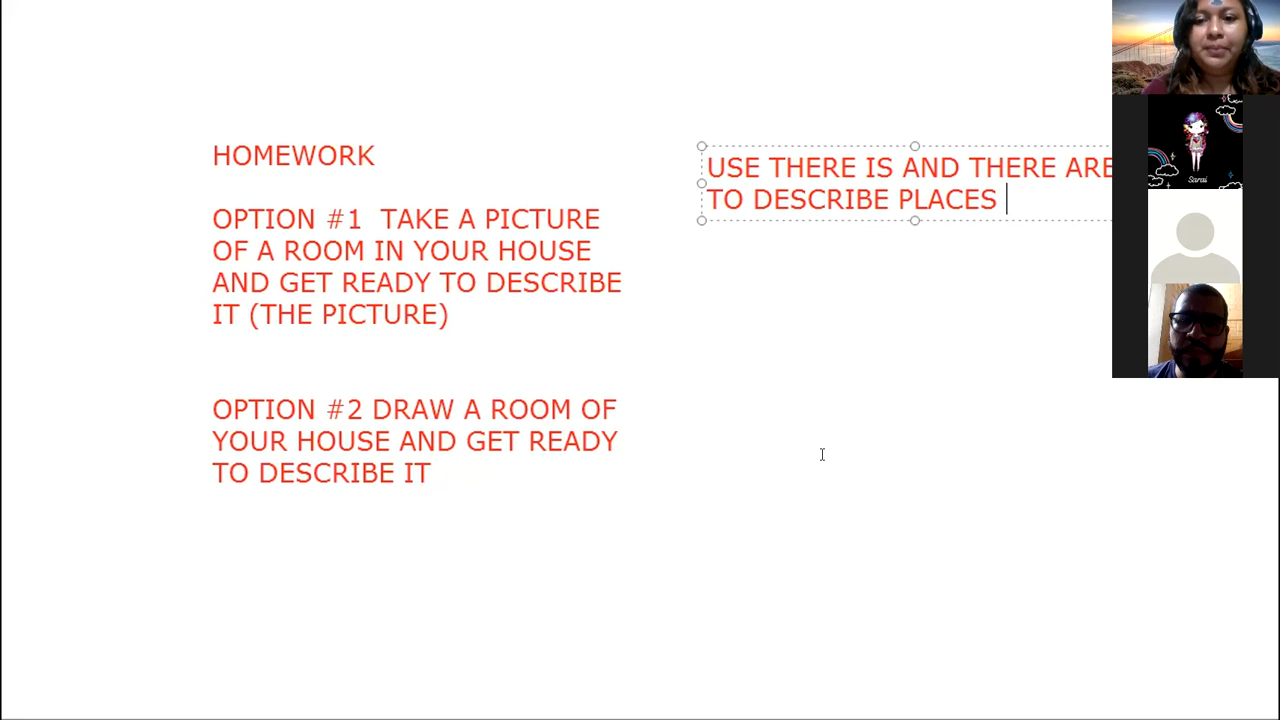 HOMEWORK
OPTION #1 TAKE A PICTURE
OF A ROOM IN YOUR HOUSE
AND GET READY TO DESCRIBE
IT (THE PICTURE)
OPTION #2 DRAW A ROOM OF
YOUR HOUSE AND GET READY
TO DESCRIBE IT
USE THERE IS AND THERE ARE
TO DESCRIBE PLACES
Sarai